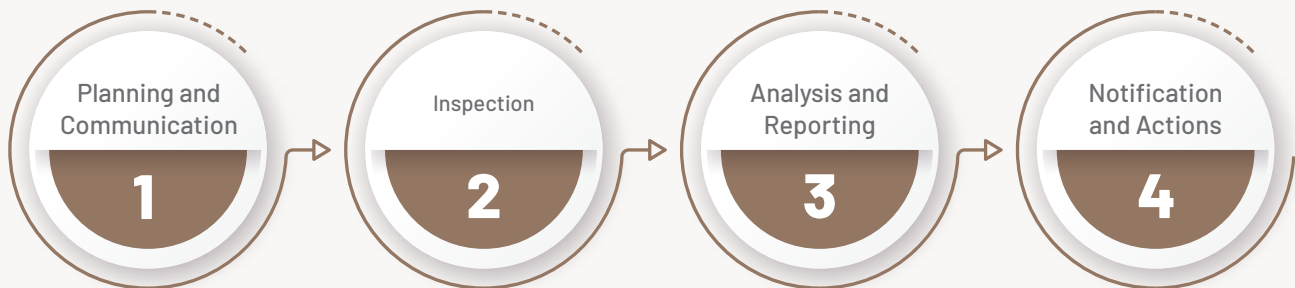 Planning and
Communication
1
Inspection
2
Analysis and
Reporting
3
Notification
and Actions
4